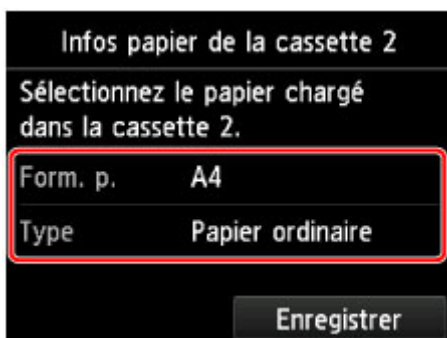 Infos papier de la cassette 2
Sélectionnez le papier chargé
dans la cassette 2.
Form. p. A4
Type Papier ordinaire
Enregistrer